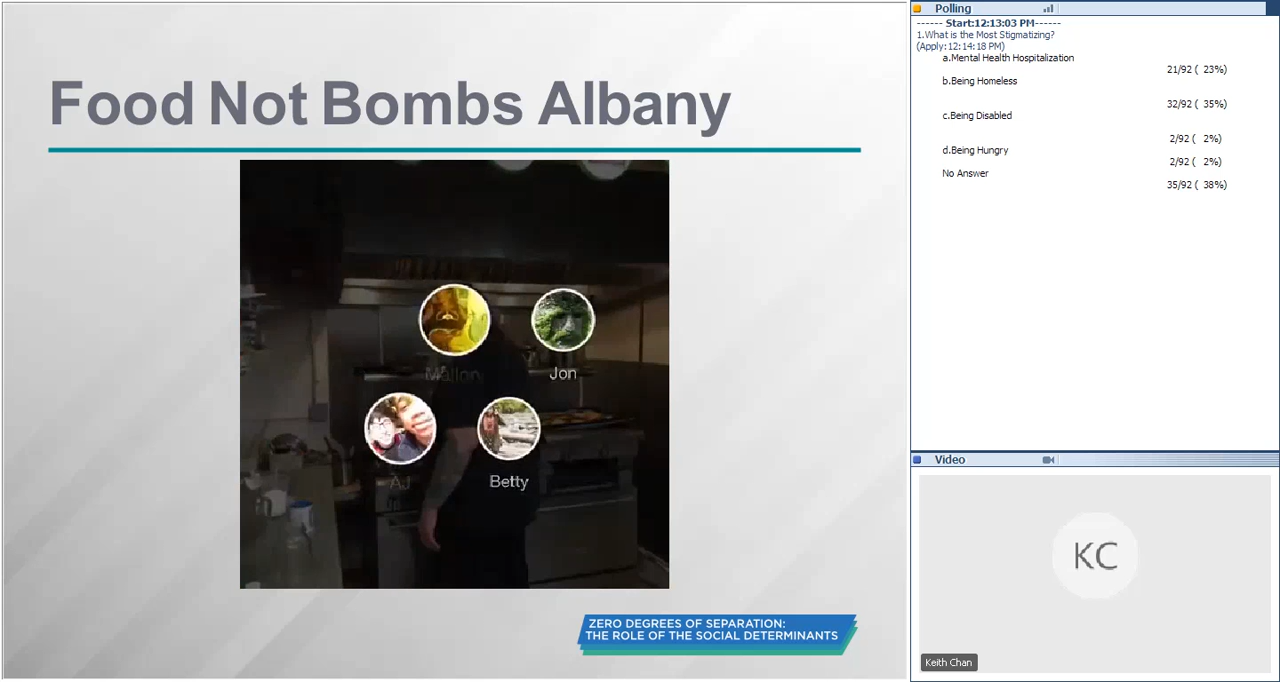 Food Not Bombs Albany
Mallory
Jon
AJ
Betty
ZERO DEGREES OF SEPARATION:
THE ROLE OF THE SOCIAL DETERMINANTS
Polling
------ Start:12:13:03 PM------
1.What is the Most Stigmatizing?
(Apply:12:14:18 PM)
a.Mental Health Hospitalization
21/92 ( 23%)
b.Being Homeless
32/92 ( 35%)
c.Being Disabled
2/92 ( 2%)
d.Being Hungry
2/92 ( 2%)
No Answer
35/92 ( 38%)
Video
KC
Keith Chan